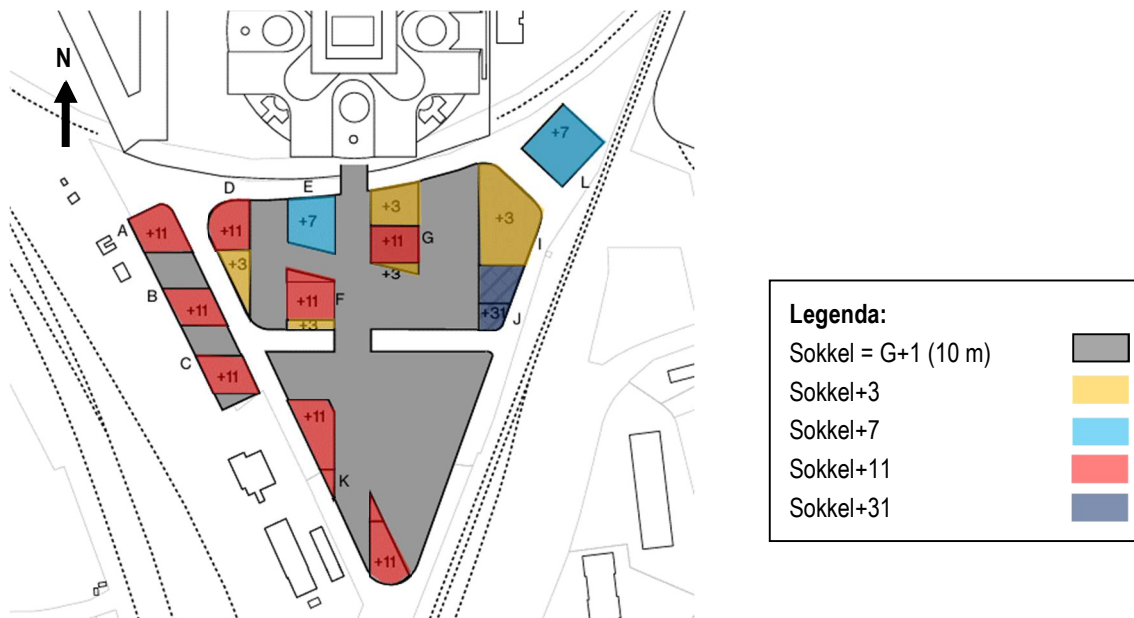 N
+7
L
D
E
A
+11
+11
+7
+3
+3
G
+11
I
+3
+3
B
+11
+11
F
+31
J
+3
C
+11
+11
K
+11
Legenda:
Sokkel = G+1 (10 m)
Sokkel+3
Sokkel+7
Sokkel+11
Sokkel+31